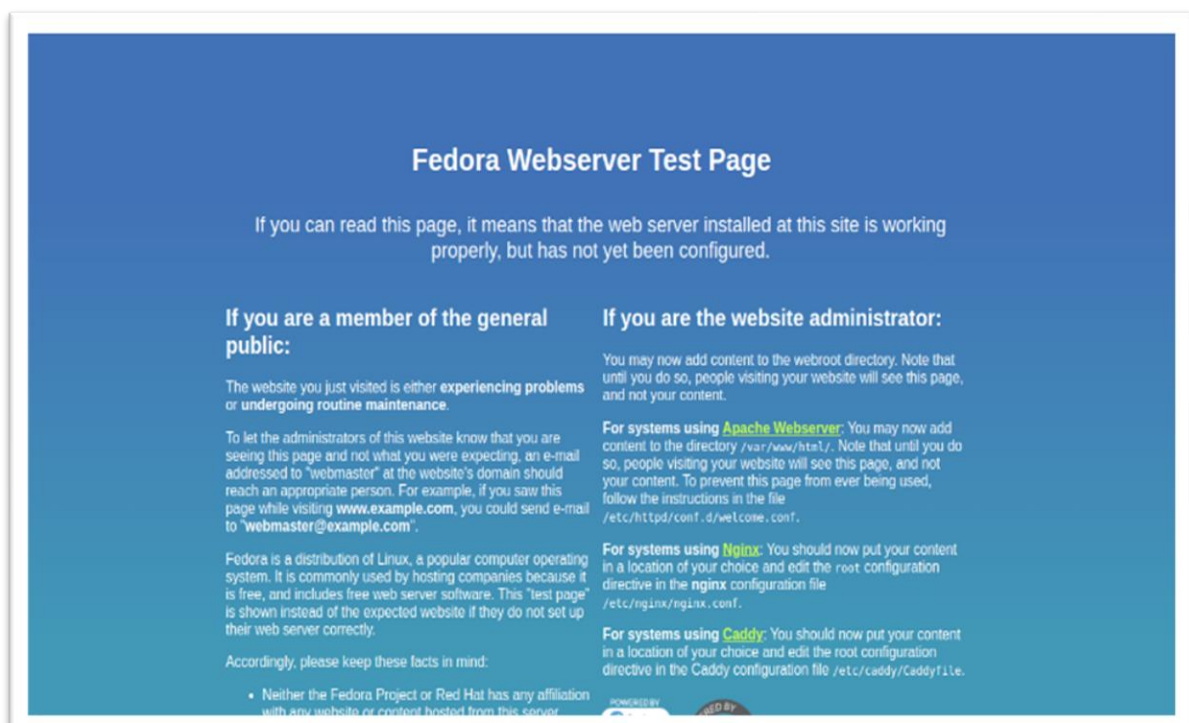 Fedora Webserver Test Page
If you can read this page, it means that the web server installed at this site is working
properly, but has not yet been configured.
If you are a member of the general
public:
The website you just visited is either experiencing problems
or undergoing routine maintenance.
To let the administrators of this website know that you are
seeing this page and not what you were expecting, an e-mail
addressed to "webmaster" at the website's domain should
reach an appropriate person. For example, if you saw this
page while visiting www.example.com, you could send e-mail
to "webmaster@example.com".
Fedora is a distribution of Linux, a popular computer operating
system. It is commonly used by hosting companies because it
is free, and includes free web server software. This "test page"
is shown instead of the expected website if they do not set up
their web server correctly.
Accordingly, please keep these facts in mind:
• Neither the Fedora Project or Red Hat has any affiliation
with any website or content hosted from this server
If you are the website administrator:
You may now add content to the webroot directory. Note that
until you do so, people visiting your website will see this page,
and not your content.
For systems using Apache Webserver: You may now add
content to the directory /var/www/html/. Note that until you do
so, people visiting your website will see this page, and not
your content. To prevent this page from ever being used,
follow the instructions in the file
/etc/httpd/conf.d/welcome.conf.
For systems using Nginx: You should now put your content
in a location of your choice and edit the root configuration
directive in the nginx configuration file
/etc/nginx/nginx.conf.
For systems using Caddy: You should now put your content
in a location of your choice and edit the root configuration
directive in the Caddy configuration file /etc/caddy/Caddyfile.
POWERED BY
RED BY